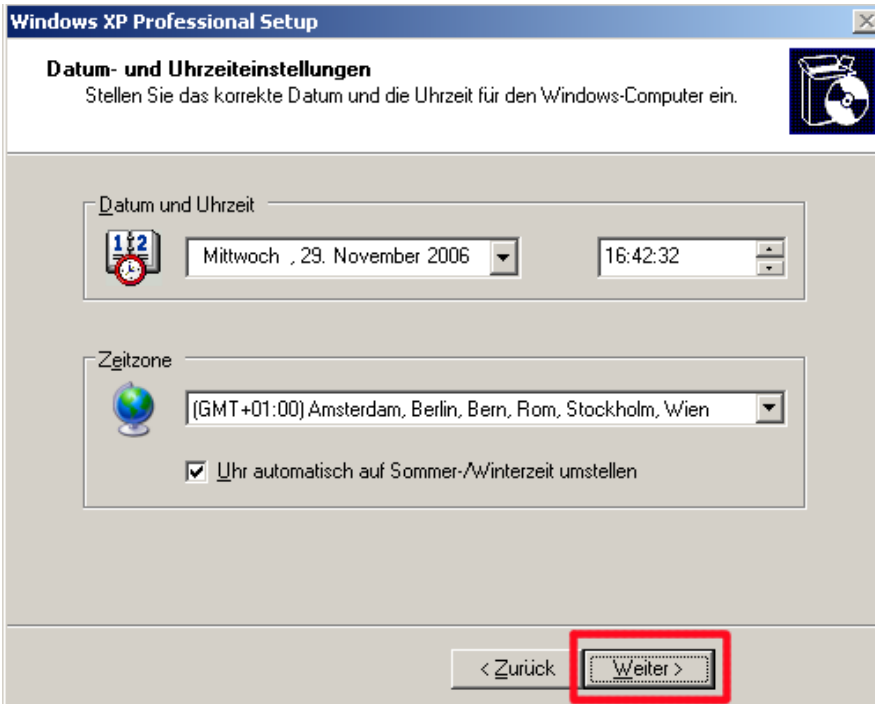 Windows XP Professional Setup
Datum- und Uhrzeiteinstellungen
Stellen Sie das korrekte Datum und die Uhrzeit für den Windows-Computer ein.
Datum und Uhrzeit
12
Mittwoch , 29. November 2006
16:42:32
Zeitzone
(GMT+01:00) Amsterdam, Berlin, Bern, Rom, Stockholm, Wien
Uhr automatisch auf Sommer-/Winterzeit umstellen
< Zurück
Weiter >